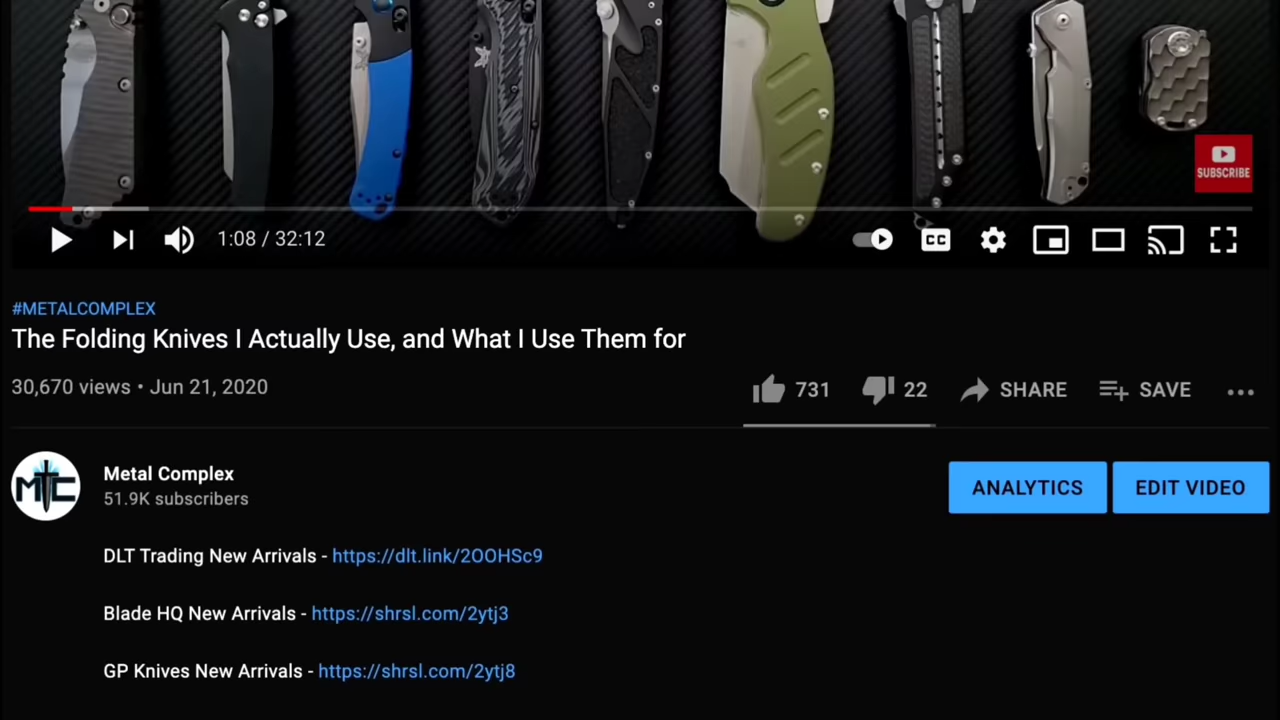 SUBSCRIBE
1:08 / 32:12
CC
#METALCOMPLEX
The Folding Knives I Actually Use, and What I Use Them for
30,670 views • Jun 21, 2020
731
22
SHARE
SAVE
MTC
Metal Complex
51.9K subscribers
ANALYTICS
EDIT VIDEO
DLT Trading New Arrivals - https://dlt.link/2OOHSc9
Blade HQ New Arrivals - https://shrsl.com/2ytj3
GP Knives New Arrivals - https://shrsl.com/2ytj8